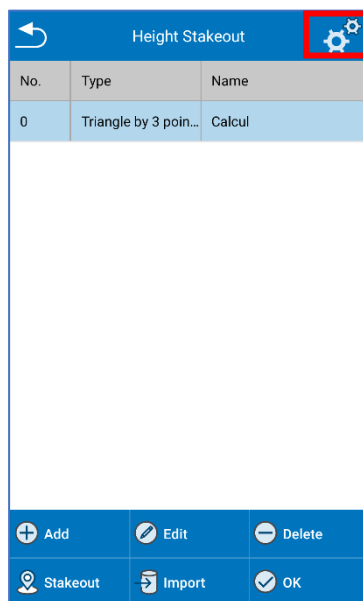 Height Stakeout
No. Type Name
0 Triangle by 3 poin... Calcul
Add Edit Delete
Stakeout Import OK